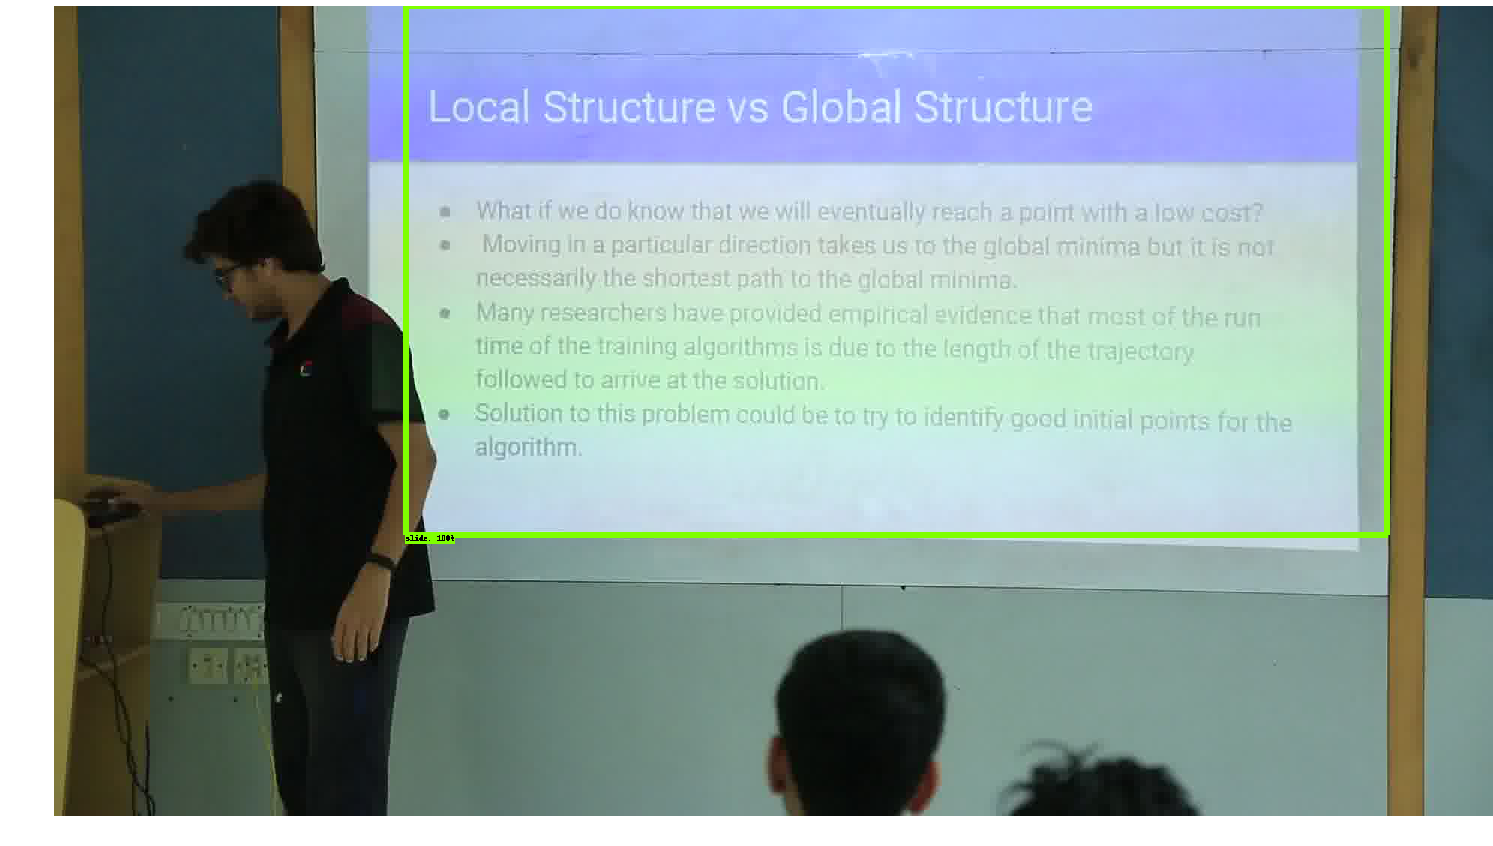 Local Structure vs Global Structure
● What if we do know that we will eventually reach a point with a low cost?
● Moving in a particular direction takes us to the global minima but it is not
necessarily the shortest path to the global minima.
● Many researchers have provided empirical evidence that most of the run
time of the training algorithms is due to the length of the trajectory
followed to arrive at the solution.
● Solution to this problem could be to try to identify good initial points for the
algorithm.
slide: 100%